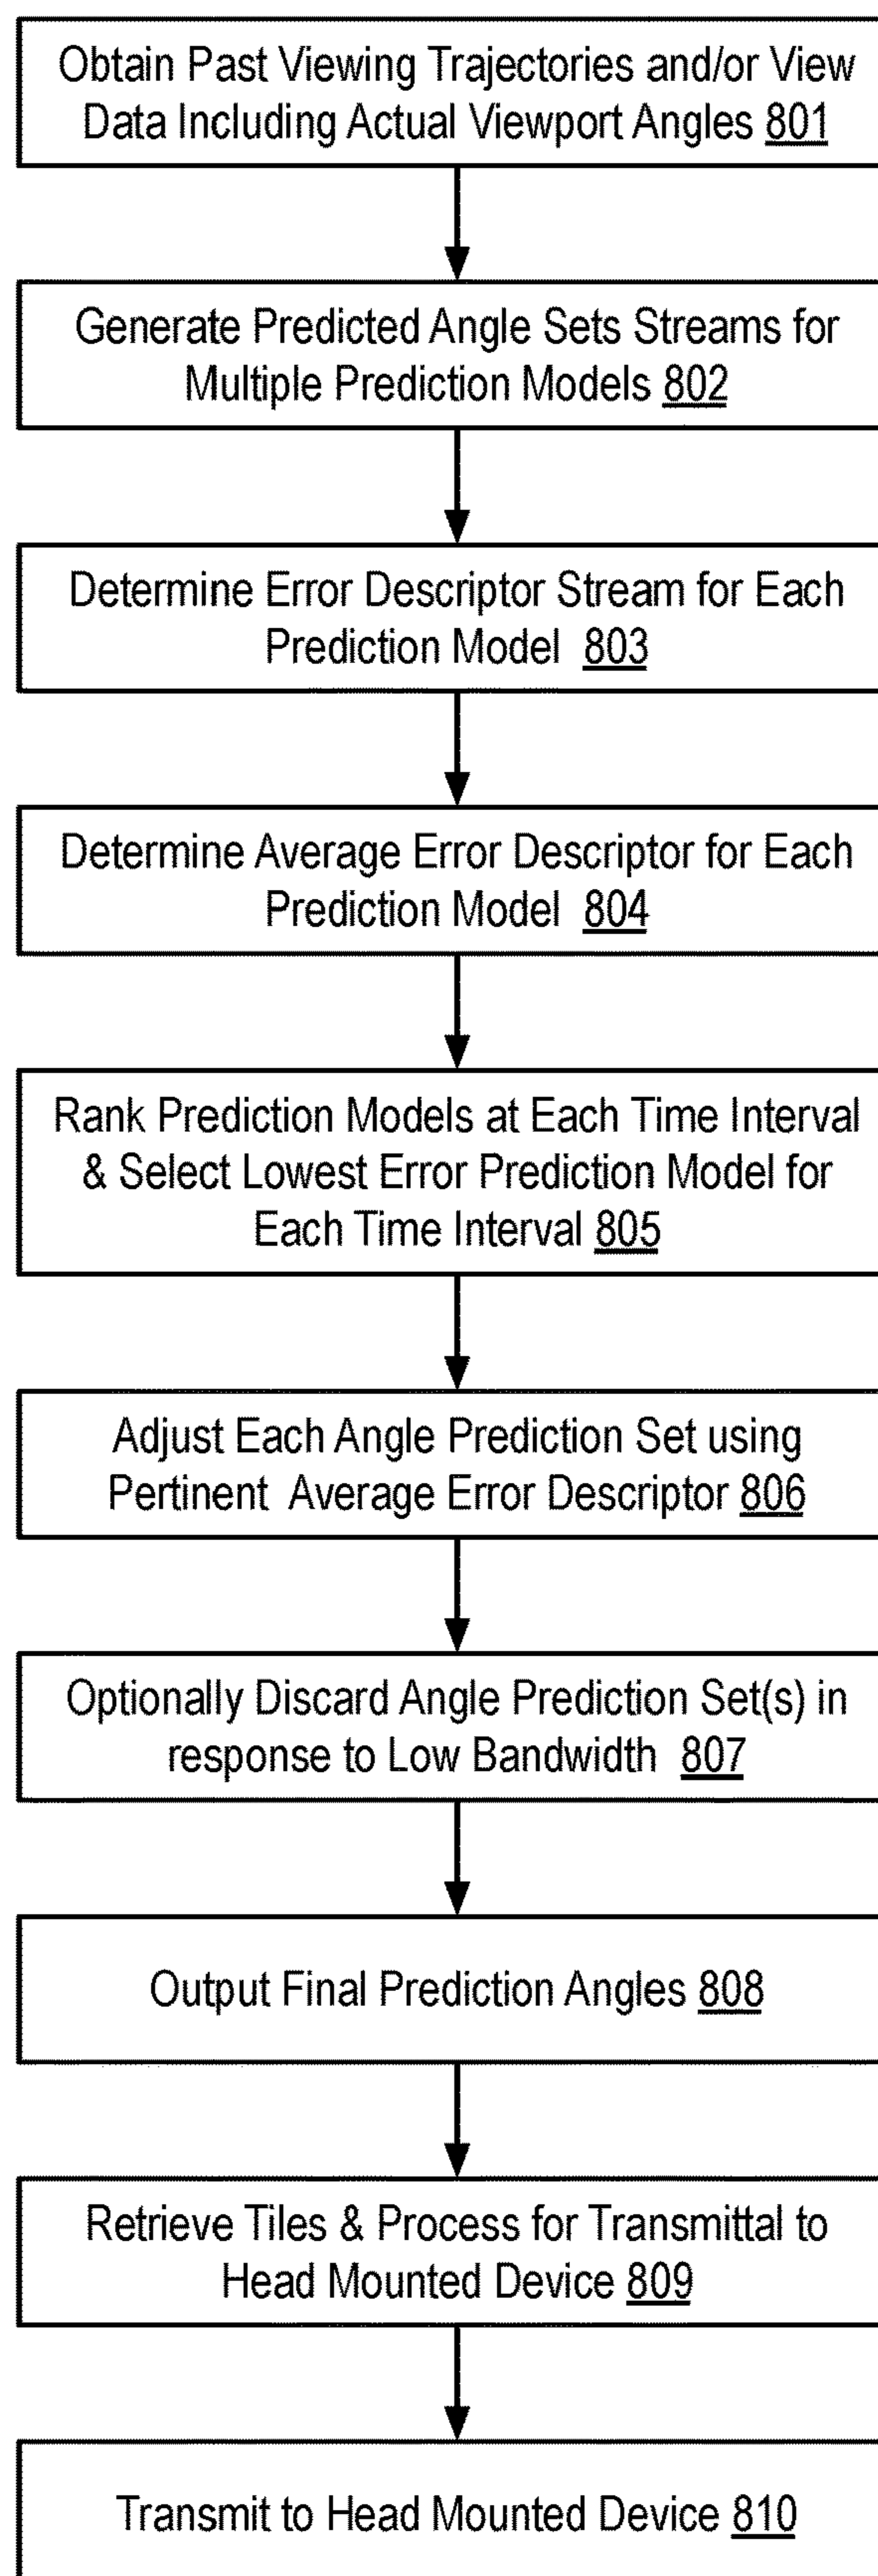 Obtain Past Viewing Trajectories and/or View
Data Including Actual Viewport Angles 801
Generate Predicted Angle Sets Streams for
Multiple Prediction Models 802
Determine Error Descriptor Stream for Each
Prediction Model 803
Determine Average Error Descriptor for Each
Prediction Model 804
Rank Prediction Models at Each Time Interval
& Select Lowest Error Prediction Model for
Each Time Interval 805
Adjust Each Angle Prediction Set using
Pertinent Average Error Descriptor 806
Optionally Discard Angle Prediction Set(s) in
response to Low Bandwidth 807
Output Final Prediction Angles 808
Retrieve Tiles & Process for Transmittal to
Head Mounted Device 809
Transmit to Head Mounted Device 810